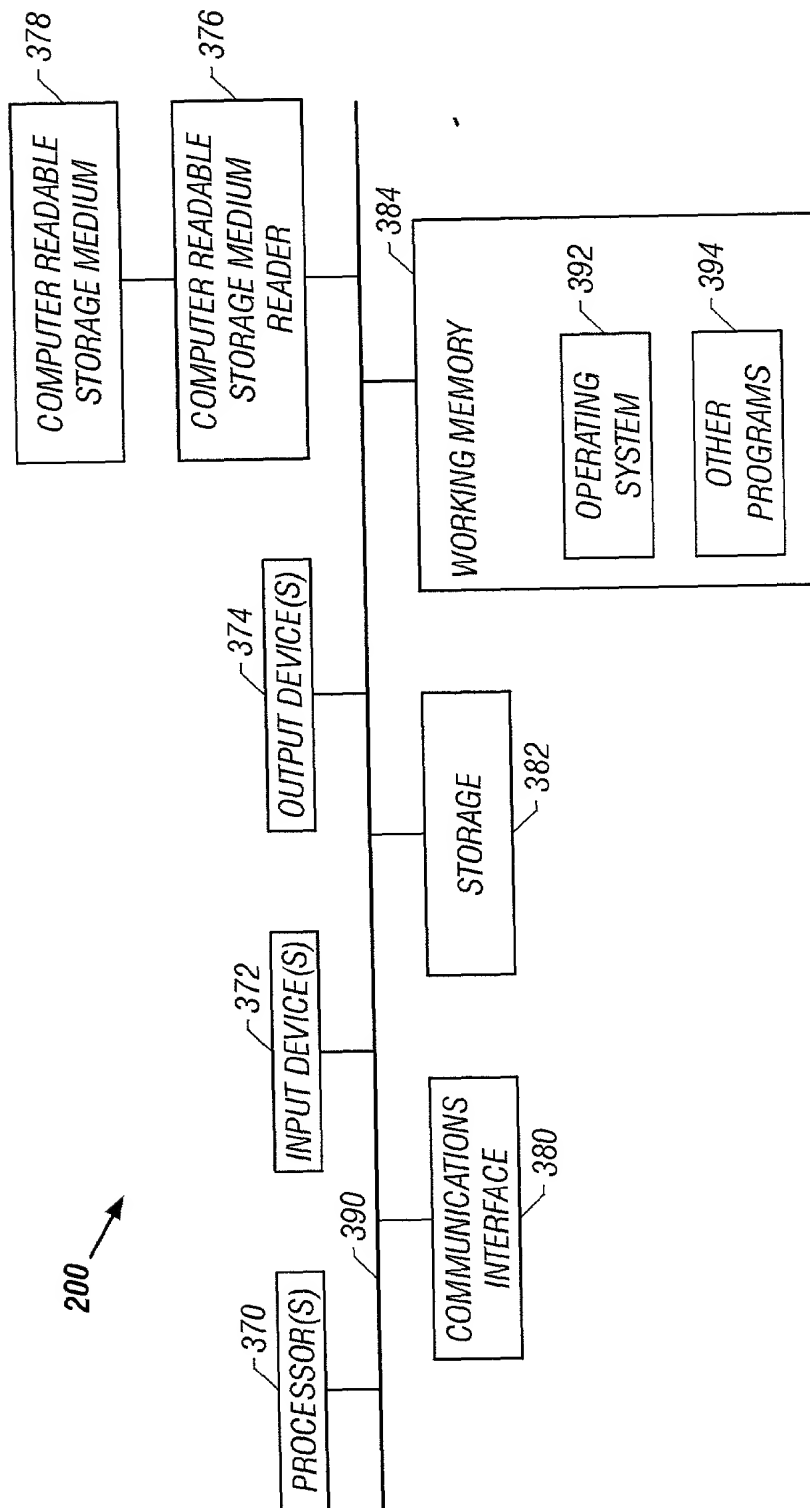 200
370
PROCESSOR(S)
372
INPUT DEVICE(S)
374
OUTPUT DEVICE(S)
378
COMPUTER READABLE
STORAGE MEDIUM
376
COMPUTER READABLE
STORAGE MEDIUM
READER
390
COMMUNICATIONS
INTERFACE
380
STORAGE
382
384
WORKING MEMORY
392
OPERATING
SYSTEM
394
OTHER
PROGRAMS